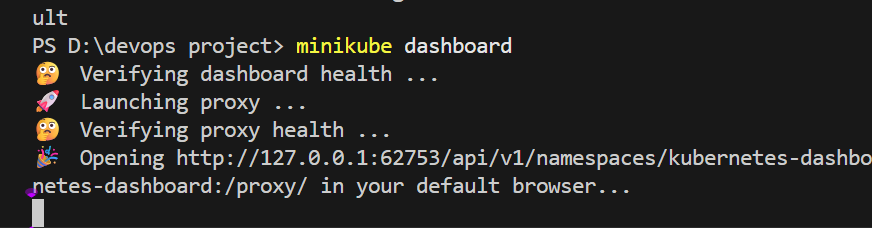 ult
PS D:\devops project> minikube dashboard
🤔 Verifying dashboard health ...
🚀 Launching proxy ...
🤔 Verifying proxy health ...
🎉 Opening http://127.0.0.1:62753/api/v1/namespaces/kubernetes-dashbo
netes-dashboard:/proxy/ in your default browser...